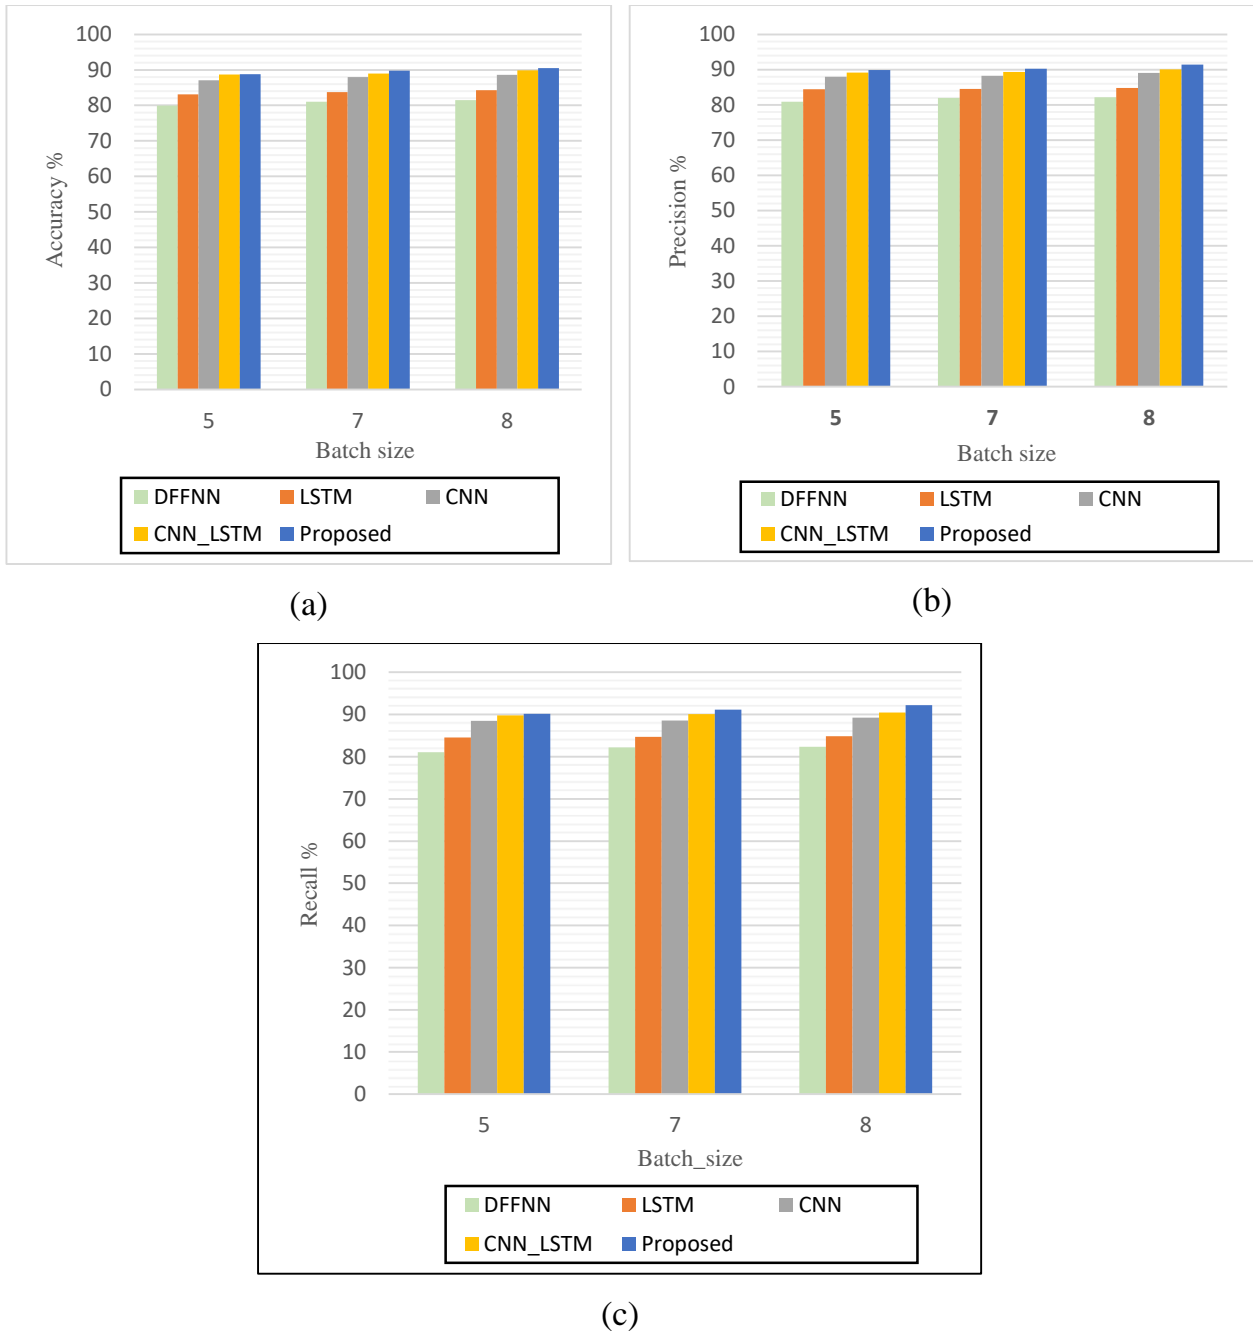 100
90
80
70
60
50
40
30
20
10
0
Accuracy %
5 7 8
Batch size
DFFNN LSTM CNN
CNN_LSTM Proposed
(a)
100
90
80
70
60
50
40
30
20
10
0
Precision %
5 7 8
Batch size
DFFNN LSTM CNN
CNN_LSTM Proposed
(b)
100
90
80
70
60
50
40
30
20
10
0
Recall %
5 7 8
Batch_size
DFFNN LSTM CNN
CNN_LSTM Proposed
(c)